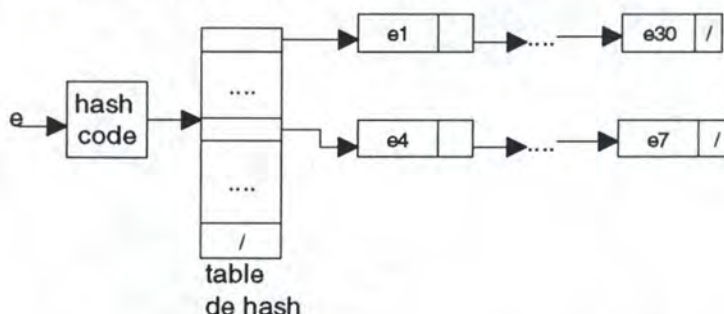 e1 .... e30 /
....
e hash
code
e4 .... e7 /
....
/
table
de hash